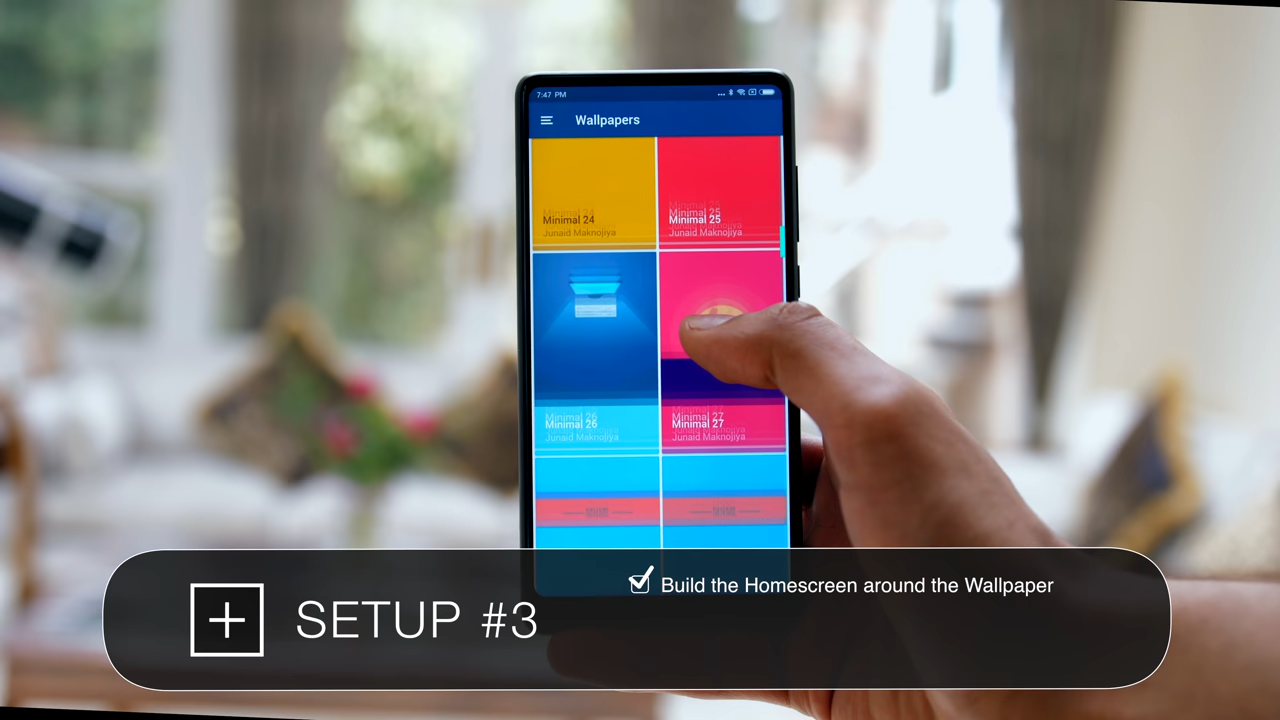 7:47 PM
Wallpapers
Minimal 24
Junaid Maknojiya
Minimal 25
Junaid Maknojiya
Minimal 26
Junaid Maknojiya
Minimal 27
Junaid Maknojiya
Build the Homescreen around the Wallpaper
SETUP #3